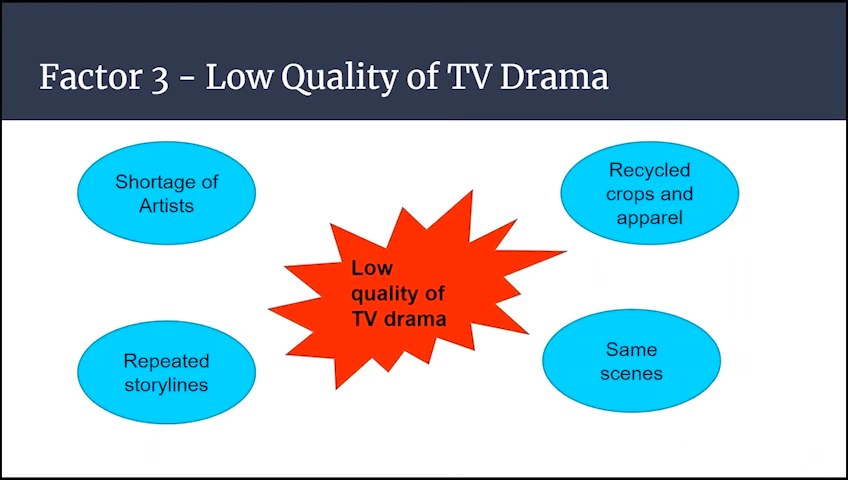 Factor 3 - Low Quality of TV Drama
Shortage of
Artists
Recycled
crops and
apparel
Low
quality of
TV drama
Repeated
storylines
Same
scenes